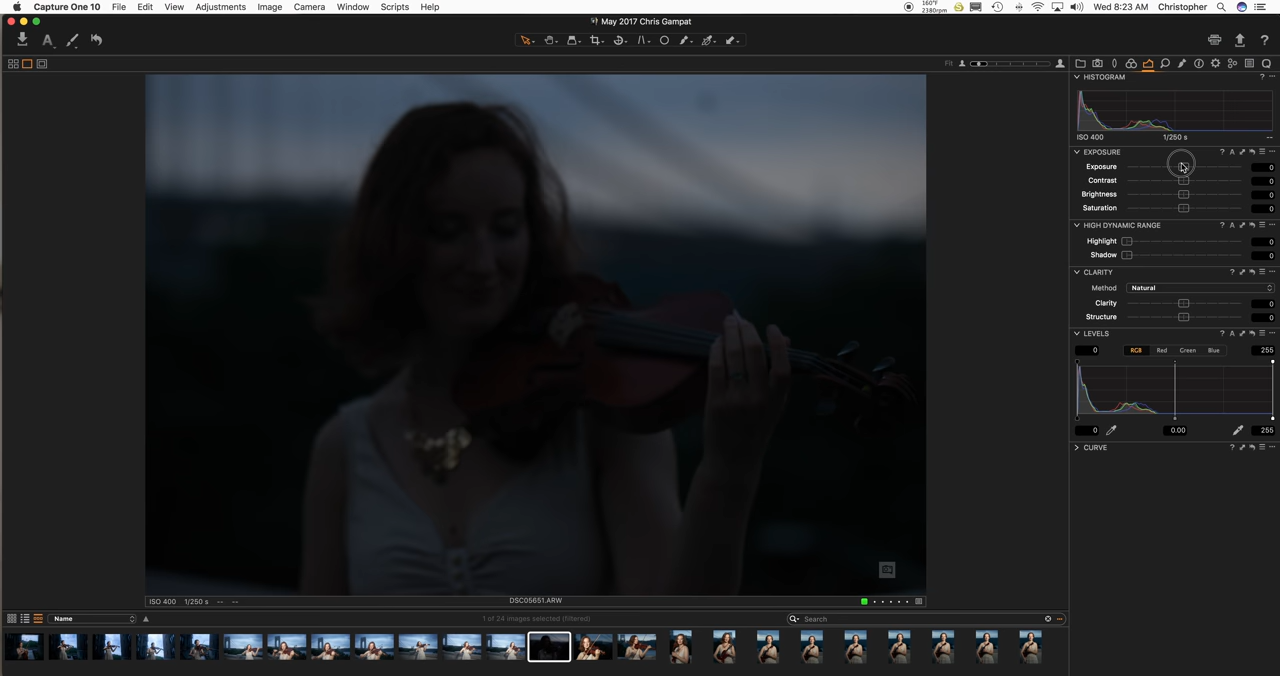 Capture One 10 File Edit View Adjustments Image Camera Window Scripts Help 160°F 2380rpm Wed 8:23 AM Christopher
May 2017 Chris Gampat
Fit
HISTOGRAM ?
ISO 400 1/250 s --
EXPOSURE ? A
Exposure 0
Contrast 0
Brightness 0
Saturation 0
HIGH DYNAMIC RANGE ? A
Highlight 0
Shadow 0
CLARITY ?
Method Natural
Clarity 0
Structure 0
LEVELS ? A
0 RGB Red Green Blue 255
0 0.00 255
CURVE ?
ISO 400 1/250 s -- -- DSC05651.ARW
Name 1 of 24 images selected (filtered) Search